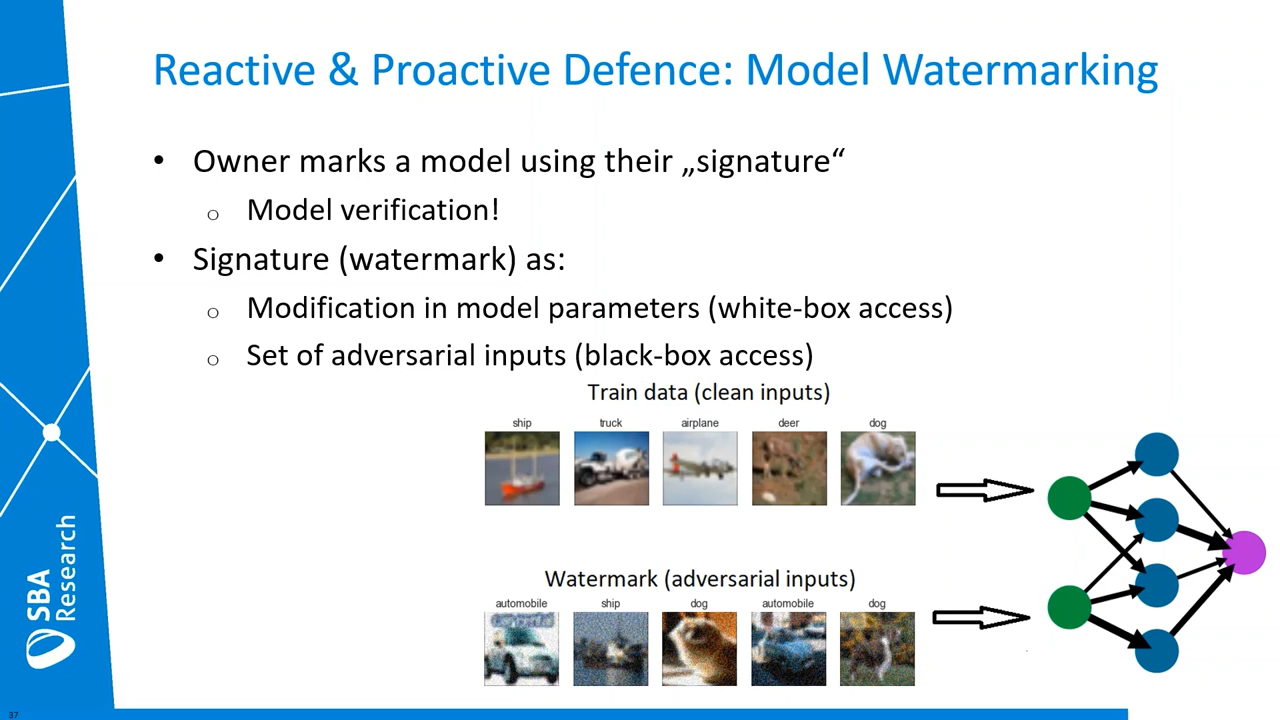 Reactive & Proactive Defence: Model Watermarking
• Owner marks a model using their „signature“
o Model verification!
• Signature (watermark) as:
o Modification in model parameters (white-box access)
o Set of adversarial inputs (black-box access)
Train data (clean inputs)
ship truck airplane deer dog
Watermark (adversarial inputs)
automobile ship dog automobile dog
SBA
Research
37